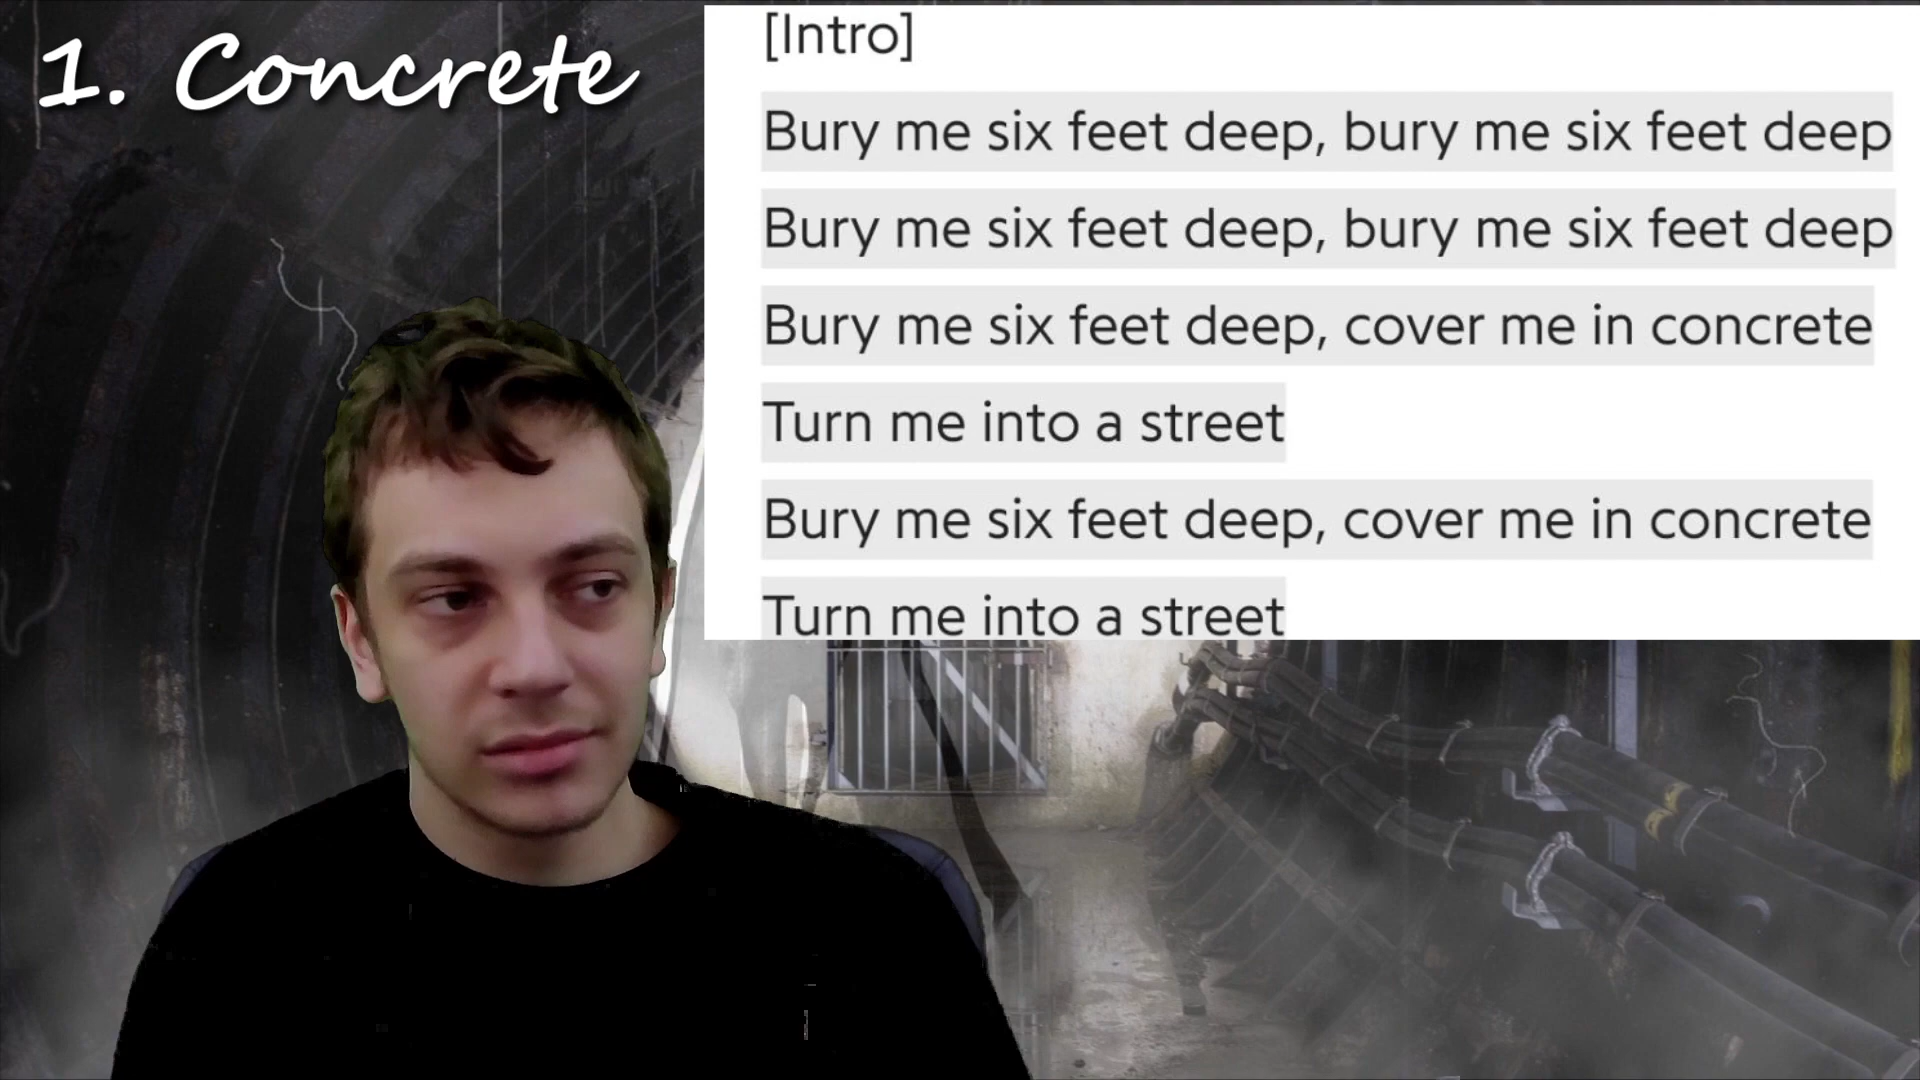 1. Concrete
[Intro]
Bury me six feet deep, bury me six feet deep
Bury me six feet deep, bury me six feet deep
Bury me six feet deep, cover me in concrete
Turn me into a street
Bury me six feet deep, cover me in concrete
Turn me into a street